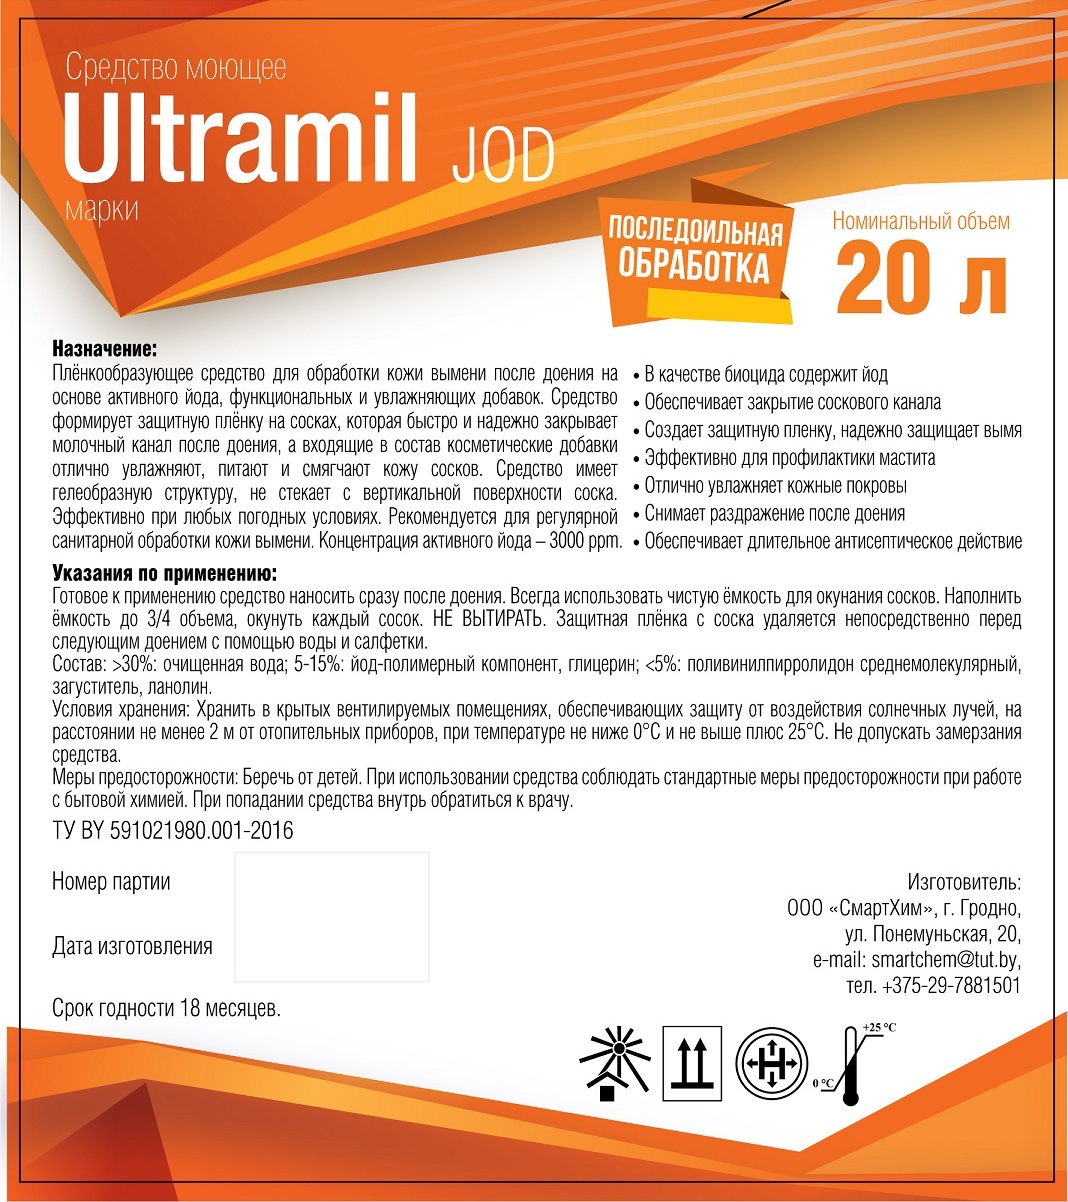 Средство моющее
Ultramil JOD
марки
ПОСЛЕДОИЛЬНАЯ
ОБРАБОТКА
Номинальный объем
20 л
Назначение:
Плёнкообразующее средство для обработки кожи вымени после доения на
основе активного йода, функциональных и увлажняющих добавок. Средство
формирует защитную плёнку на сосках, которая быстро и надежно закрывает
молочный канал после доения, а входящие в состав косметические добавки
отлично увлажняют, питают и смягчают кожу сосков. Средство имеет
гелеобразную структуру, не стекает с вертикальной поверхности соска.
Эффективно при любых погодных условиях. Рекомендуется для регулярной
санитарной обработки кожи вымени. Концентрация активного йода – 3000 ppm.
• В качестве биоцида содержит йод
• Обеспечивает закрытие соскового канала
• Создает защитную пленку, надежно защищает вымя
• Эффективно для профилактики мастита
• Отлично увлажняет кожные покровы
• Снимает раздражение после доения
• Обеспечивает длительное антисептическое действие
Указания по применению:
Готовое к применению средство наносить сразу после доения. Всегда использовать чистую ёмкость для окунания сосков. Наполнить
ёмкость до 3/4 объема, окунуть каждый сосок. НЕ ВЫТИРАТЬ. Защитная плёнка с соска удаляется непосредственно перед
следующим доением с помощью воды и салфетки.
Состав: >30%: очищенная вода; 5-15%: йод-полимерный компонент, глицерин; <5%: поливинилпирролидон среднемолекулярный,
загуститель, ланолин.
Условия хранения: Хранить в крытых вентилируемых помещениях, обеспечивающих защиту от воздействия солнечных лучей, на
расстоянии не менее 2 м от отопительных приборов, при температуре не ниже 0°С и не выше плюс 25°С. Не допускать замерзания
средства.
Меры предосторожности: Беречь от детей. При использовании средства соблюдать стандартные меры предосторожности при работе
с бытовой химией. При попадании средства внутрь обратиться к врачу.
ТУ BY 591021980.001-2016
Номер партии
Дата изготовления
Срок годности 18 месяцев.
Изготовитель:
ООО «СмартХим», г. Гродно,
ул. Понемуньская, 20,
e-mail: smartchem@tut.by,
тел. +375-29-7881501
+25 °C
0 °C